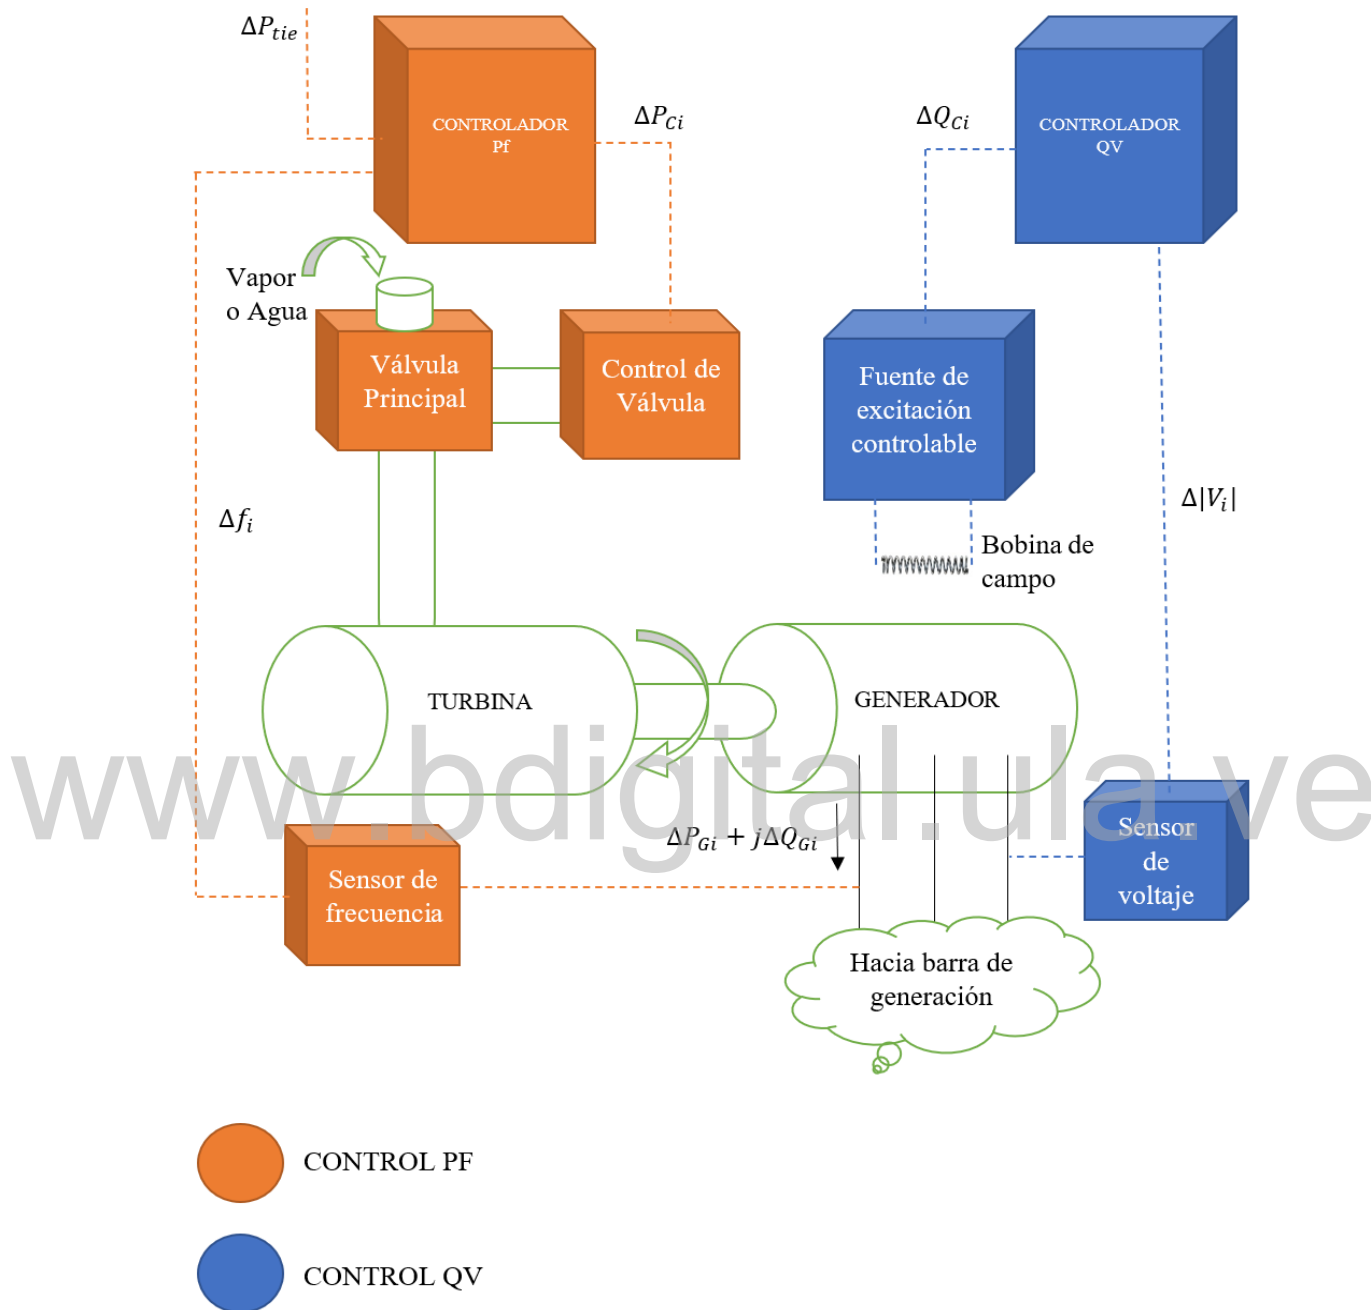 ΔP_tie
CONTROLADOR
Pf
ΔP_Ci
ΔQ_Ci
CONTROLADOR
QV
Vapor
o Agua
Válvula
Principal
Control de
Válvula
Fuente de
excitación
controlable
Δf_i
Δ|V_i|
Bobina de
campo
TURBINA
GENERADOR
www.bdigital.ula.ve
ΔP_Gi + jΔQ_Gi
Sensor
de
voltaje
Sensor de
frecuencia
Hacia barra de
generación
CONTROL PF
CONTROL QV